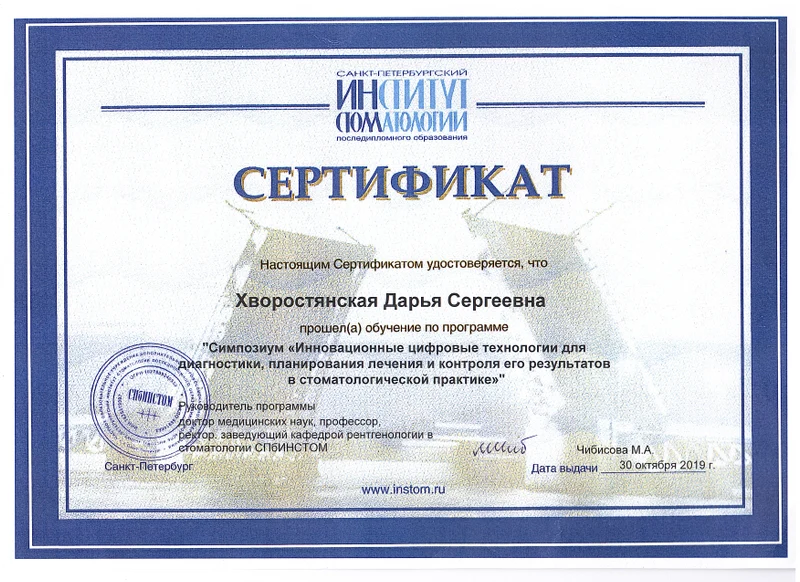 САНКТ-ПЕТЕРБУРГСКИЙ
ИНСТИТУТ
СТОМАТОЛОГИИ
последипломного образования
СЕРТИФИКАТ
Настоящим Сертификатом удостоверяется, что
Хворостянская Дарья Сергеевна
прошел(а) обучение по программе
"Симпозиум «Инновационные цифровые технологии для
диагностики, планирования лечения и контроля его результатов
в стоматологической практике»"
СПбИНСТОМ
Руководитель программы
доктор медицинских наук, профессор,
ректор. заведующий кафедрой рентгенологии в
стоматологии СПбИНСТОМ
Чибисова М.А.
Санкт-Петербург
Дата выдачи 30 октября 2019 г.
www.instom.ru